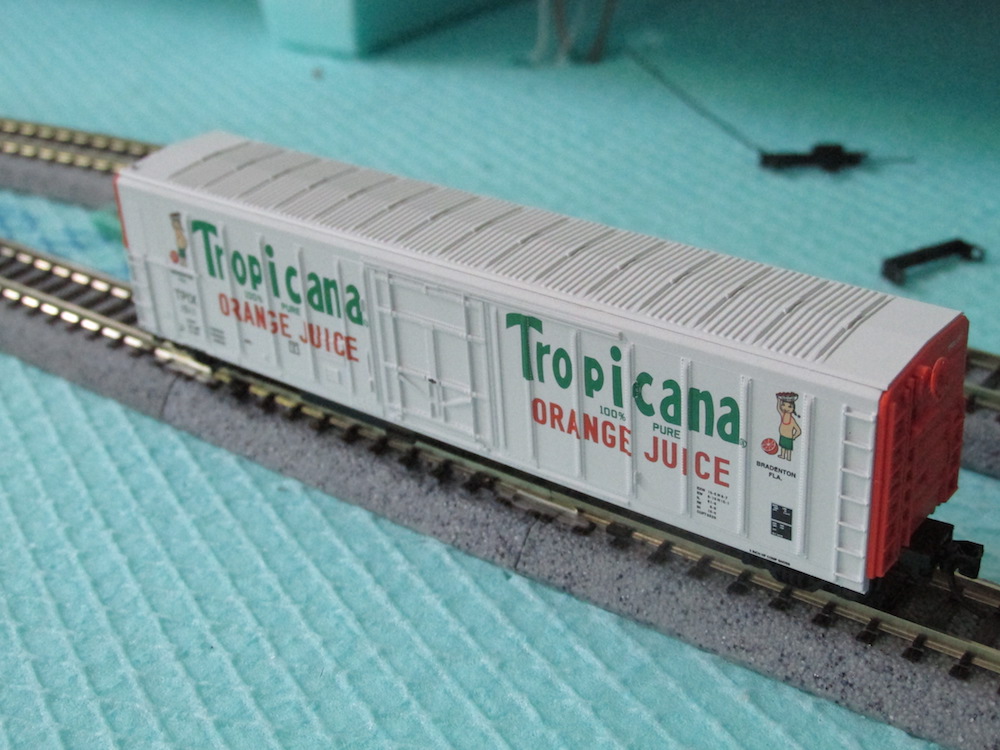 Tropicana
100% PURE
ORANGE JUICE
Tropicana
100% PURE
ORANGE JUICE
BRADENTON
FLA.